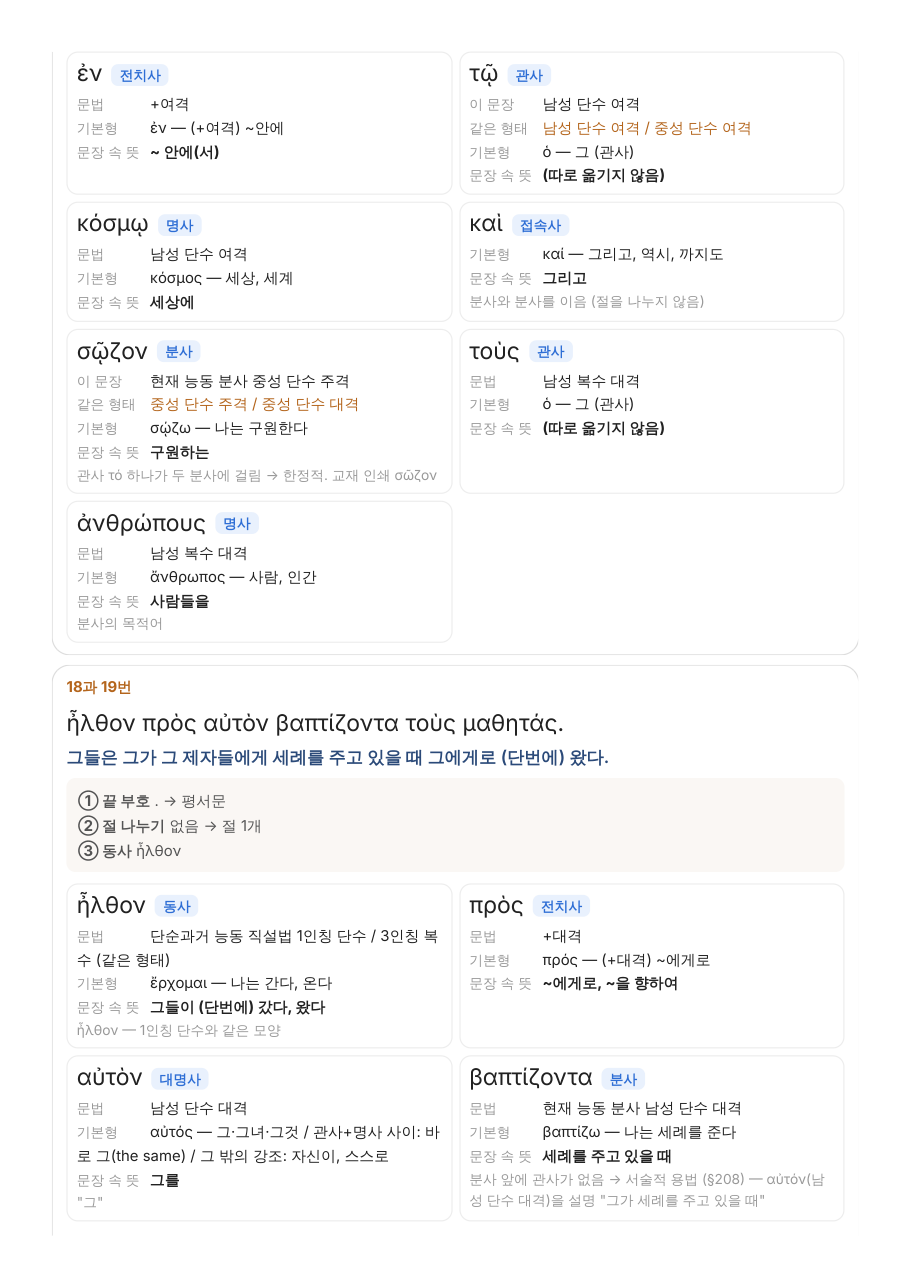 ἐν 전치사
문법 +여격
기본형 ἐν — (+여격) ~안에
문장 속 뜻 ~ 안에(서)
τῷ 관사
이 문장 남성 단수 여격
같은 형태 남성 단수 여격 / 중성 단수 여격
기본형 ὁ — 그 (관사)
문장 속 뜻 (따로 옮기지 않음)
κόσμῳ 명사
문법 남성 단수 여격
기본형 κόσμος — 세상, 세계
문장 속 뜻 세상에
καὶ 접속사
기본형 καί — 그리고, 역시, 까지도
문장 속 뜻 그리고
분사와 분사를 이음 (절을 나누지 않음)
σῷζον 분사
이 문장 현재 능동 분사 중성 단수 주격
같은 형태 중성 단수 주격 / 중성 단수 대격
기본형 σῴζω — 나는 구원한다
문장 속 뜻 구원하는
관사 τό 하나가 두 분사에 걸림 → 한정적. 교재 인쇄 σῶζον
τοὺς 관사
문법 남성 복수 대격
기본형 ὁ — 그 (관사)
문장 속 뜻 (따로 옮기지 않음)
ἀνθρώπους 명사
문법 남성 복수 대격
기본형 ἄνθρωπος — 사람, 인간
문장 속 뜻 사람들을
분사의 목적어
18과 19번
ἦλθον πρὸς αὐτὸν βαπτίζοντα τοὺς μαθητάς.
그들은 그가 그 제자들에게 세례를 주고 있을 때 그에게로 (단번에) 왔다.
① 끝 부호 . → 평서문
② 절 나누기 없음 → 절 1개
③ 동사 ἦλθον
ἦλθον 동사
문법 단순과거 능동 직설법 1인칭 단수 / 3인칭 복
수 (같은 형태)
기본형 ἔρχομαι — 나는 간다, 온다
문장 속 뜻 그들이 (단번에) 갔다, 왔다
ἦλθον — 1인칭 단수와 같은 모양
πρὸς 전치사
문법 +대격
기본형 πρός — (+대격) ~에게로
문장 속 뜻 ~에게로, ~을 향하여
αὐτὸν 대명사
문법 남성 단수 대격
기본형 αὐτός — 그·그녀·그것 / 관사+명사 사이: 바
로 그(the same) / 그 밖의 강조: 자신이, 스스로
문장 속 뜻 그를
"그"
βαπτίζοντα 분사
문법 현재 능동 분사 남성 단수 대격
기본형 βαπτίζω — 나는 세례를 준다
문장 속 뜻 세례를 주고 있을 때
분사 앞에 관사가 없음 → 서술적 용법 (§208) — αὐτόν(남
성 단수 대격)을 설명 "그가 세례를 주고 있을 때"